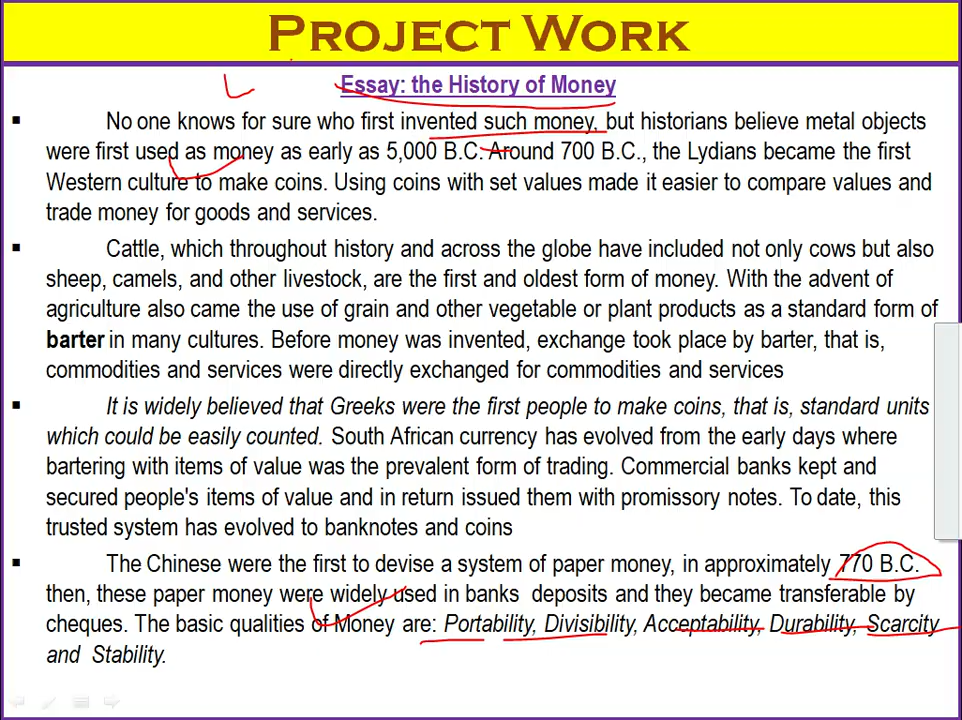 PROJECT WORK
Essay: the History of Money
▪ No one knows for sure who first invented such money, but historians believe metal objects
were first used as money as early as 5,000 B.C. Around 700 B.C., the Lydians became the first
Western culture to make coins. Using coins with set values made it easier to compare values and
trade money for goods and services.
▪ Cattle, which throughout history and across the globe have included not only cows but also
sheep, camels, and other livestock, are the first and oldest form of money. With the advent of
agriculture also came the use of grain and other vegetable or plant products as a standard form of
barter in many cultures. Before money was invented, exchange took place by barter, that is,
commodities and services were directly exchanged for commodities and services
▪ It is widely believed that Greeks were the first people to make coins, that is, standard units
which could be easily counted. South African currency has evolved from the early days where
bartering with items of value was the prevalent form of trading. Commercial banks kept and
secured people's items of value and in return issued them with promissory notes. To date, this
trusted system has evolved to banknotes and coins
▪ The Chinese were the first to devise a system of paper money, in approximately 770 B.C.
then, these paper money were widely used in banks deposits and they became transferable by
cheques. The basic qualities of Money are: Portability, Divisibility, Acceptability, Durability, Scarcity
and Stability.